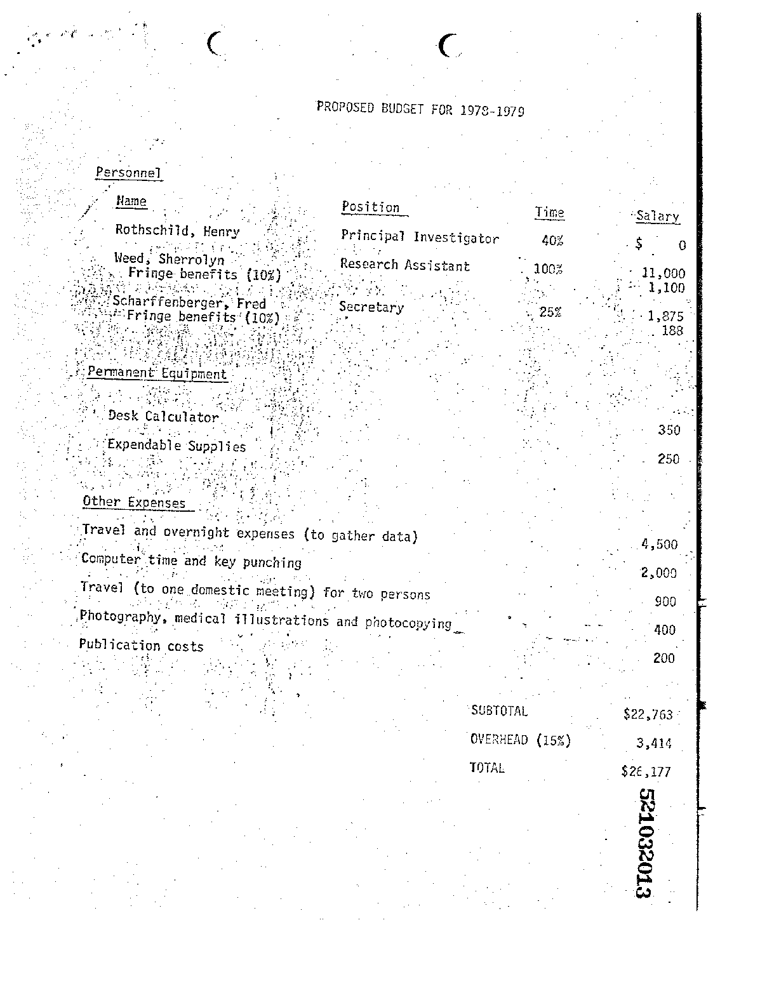 PROPOSED BUDGET FOR 1978-1979
Personnel
Name Position Time Salary
Rothschild, Henry Principal Investigator 40% $ 0
Weed, Sherrolyn Research Assistant 100% 11,000
Fringe benefits (10%) 1,100
Scharffenberger, Fred Secretary 25% 1,875
Fringe benefits (10%) 188
Permanent Equipment
Desk Calculator 350
Expendable Supplies 250
Other Expenses
Travel and overnight expenses (to gather data) 4,500
Computer time and key punching 2,000
Travel (to one domestic meeting) for two persons 900
Photography, medical illustrations and photocopying 400
Publication costs 200
SUBTOTAL $22,763
OVERHEAD (15%) 3,414
TOTAL $26,177
521032013